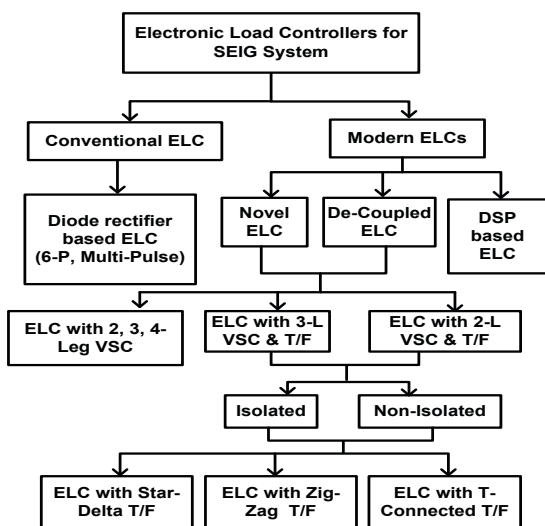 Electronic Load Controllers for
SEIG System
Conventional ELC
Modern ELCs
Diode rectifier
based ELC
(6-P, Multi-Pulse)
Novel
ELC
De-Coupled
ELC
DSP
based
ELC
ELC with 2, 3, 4-
Leg VSC
ELC with 3-L
VSC & T/F
ELC with 2-L
VSC & T/F
Isolated
Non-Isolated
ELC with Star-
Delta T/F
ELC with Zig-
Zag T/F
ELC with T-
Connected T/F